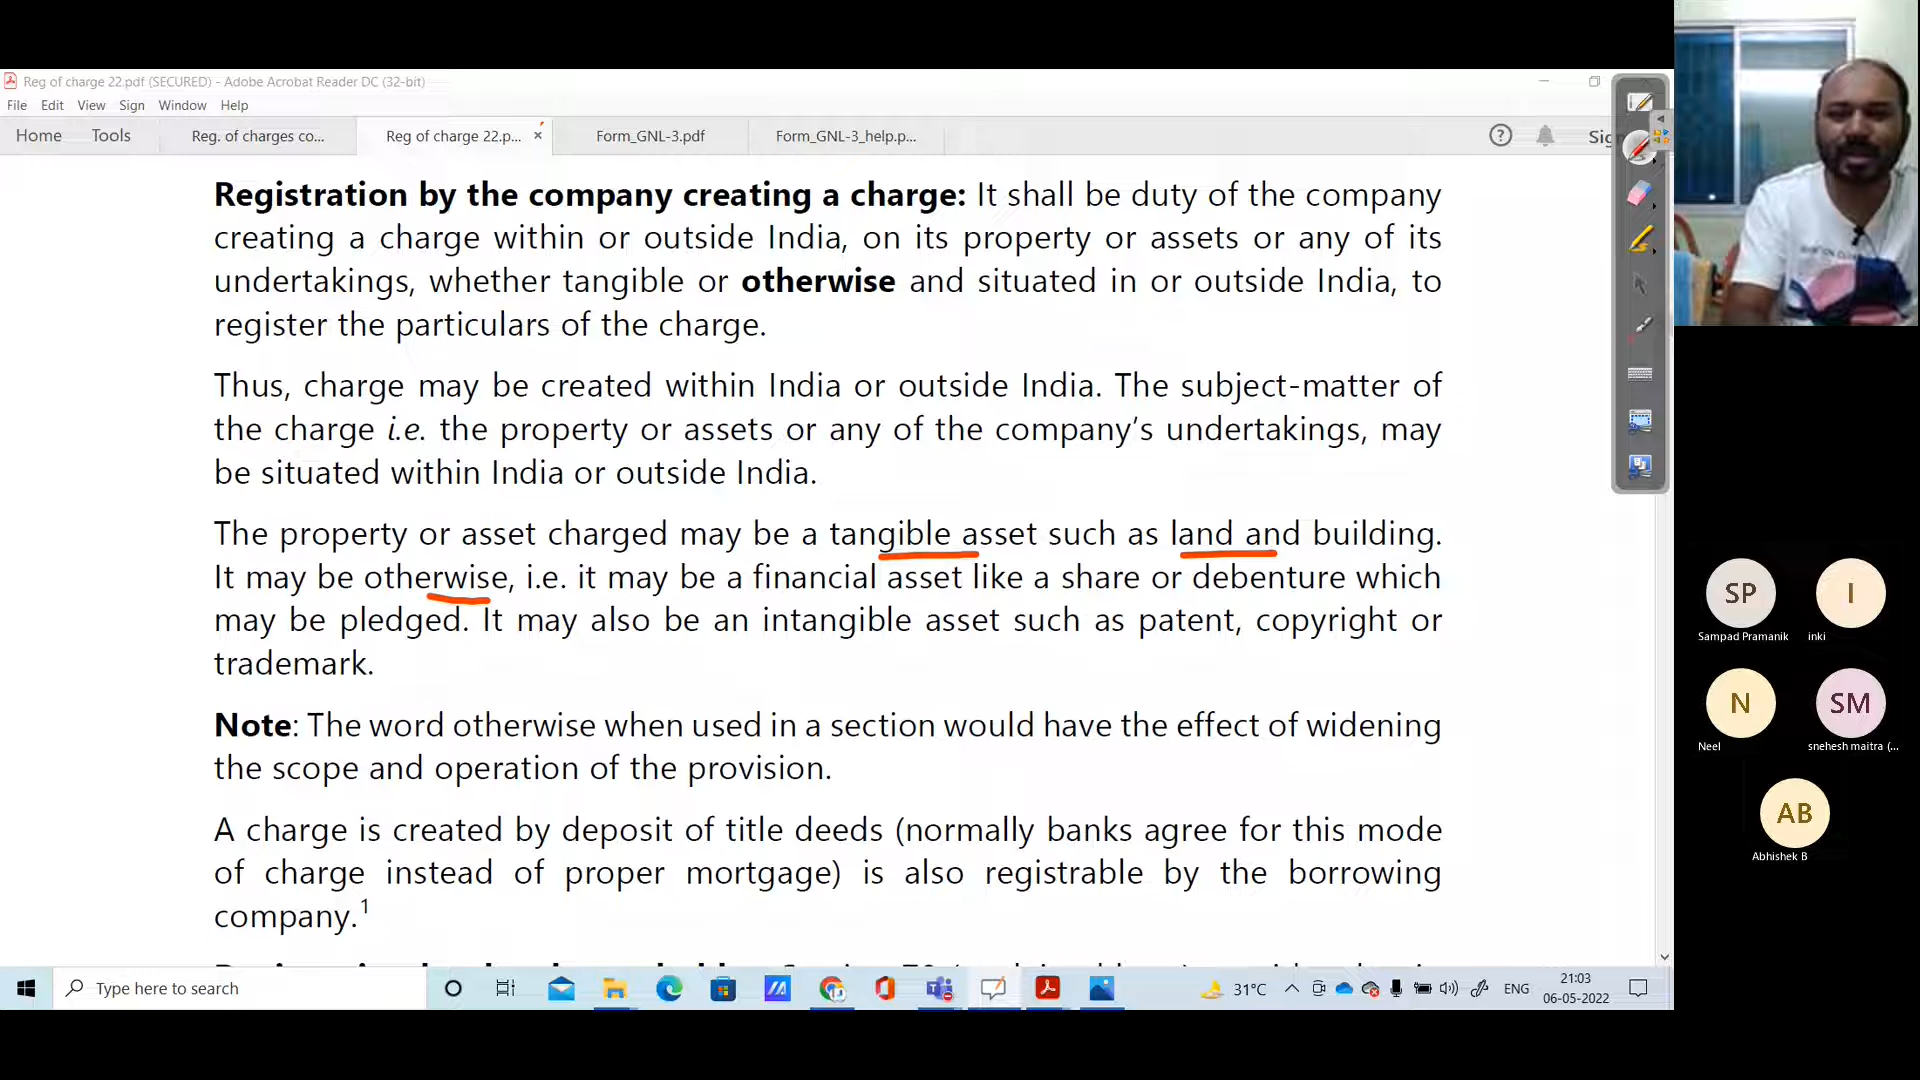 Reg of charge 22.pdf (SECURED) - Adobe Acrobat Reader DC (32-bit)
File Edit View Sign Window Help
Home Tools Reg. of charges co... Reg of charge 22.p... × Form_GNL-3.pdf Form_GNL-3_help.p...
Registration by the company creating a charge: It shall be duty of the company
creating a charge within or outside India, on its property or assets or any of its
undertakings, whether tangible or otherwise and situated in or outside India, to
register the particulars of the charge.
Thus, charge may be created within India or outside India. The subject-matter of
the charge i.e. the property or assets or any of the company’s undertakings, may
be situated within India or outside India.
The property or asset charged may be a tangible asset such as land and building.
It may be otherwise, i.e. it may be a financial asset like a share or debenture which
may be pledged. It may also be an intangible asset such as patent, copyright or
trademark.
Note: The word otherwise when used in a section would have the effect of widening
the scope and operation of the provision.
A charge is created by deposit of title deeds (normally banks agree for this mode
of charge instead of proper mortgage) is also registrable by the borrowing
company.1
SP I
Sampad Pramanik inki
N SM
Neel snehesh maitra (...
AB
Abhishek B
Type here to search
31°C ENG
21:03
06-05-2022